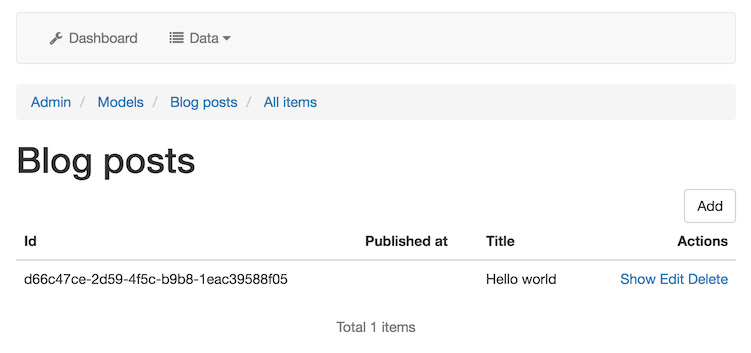 Dashboard Data
Admin / Models / Blog posts / All items
Blog posts
Add
Id Published at Title Actions
d66c47ce-2d59-4f5c-b9b8-1eac39588f05 Hello world Show Edit Delete
Total 1 items